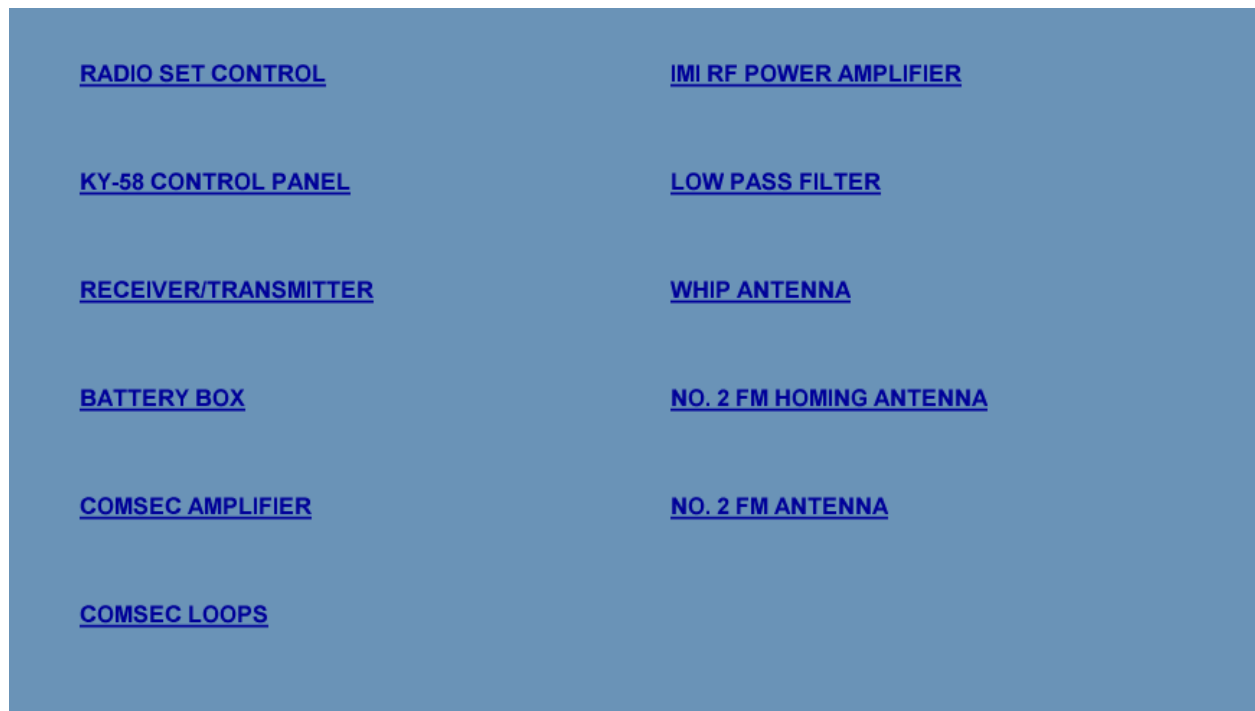 RADIO SET CONTROL
KY-58 CONTROL PANEL
RECEIVER/TRANSMITTER
BATTERY BOX
COMSEC AMPLIFIER
COMSEC LOOPS
IMI RF POWER AMPLIFIER
LOW PASS FILTER
WHIP ANTENNA
NO. 2 FM HOMING ANTENNA
NO. 2 FM ANTENNA